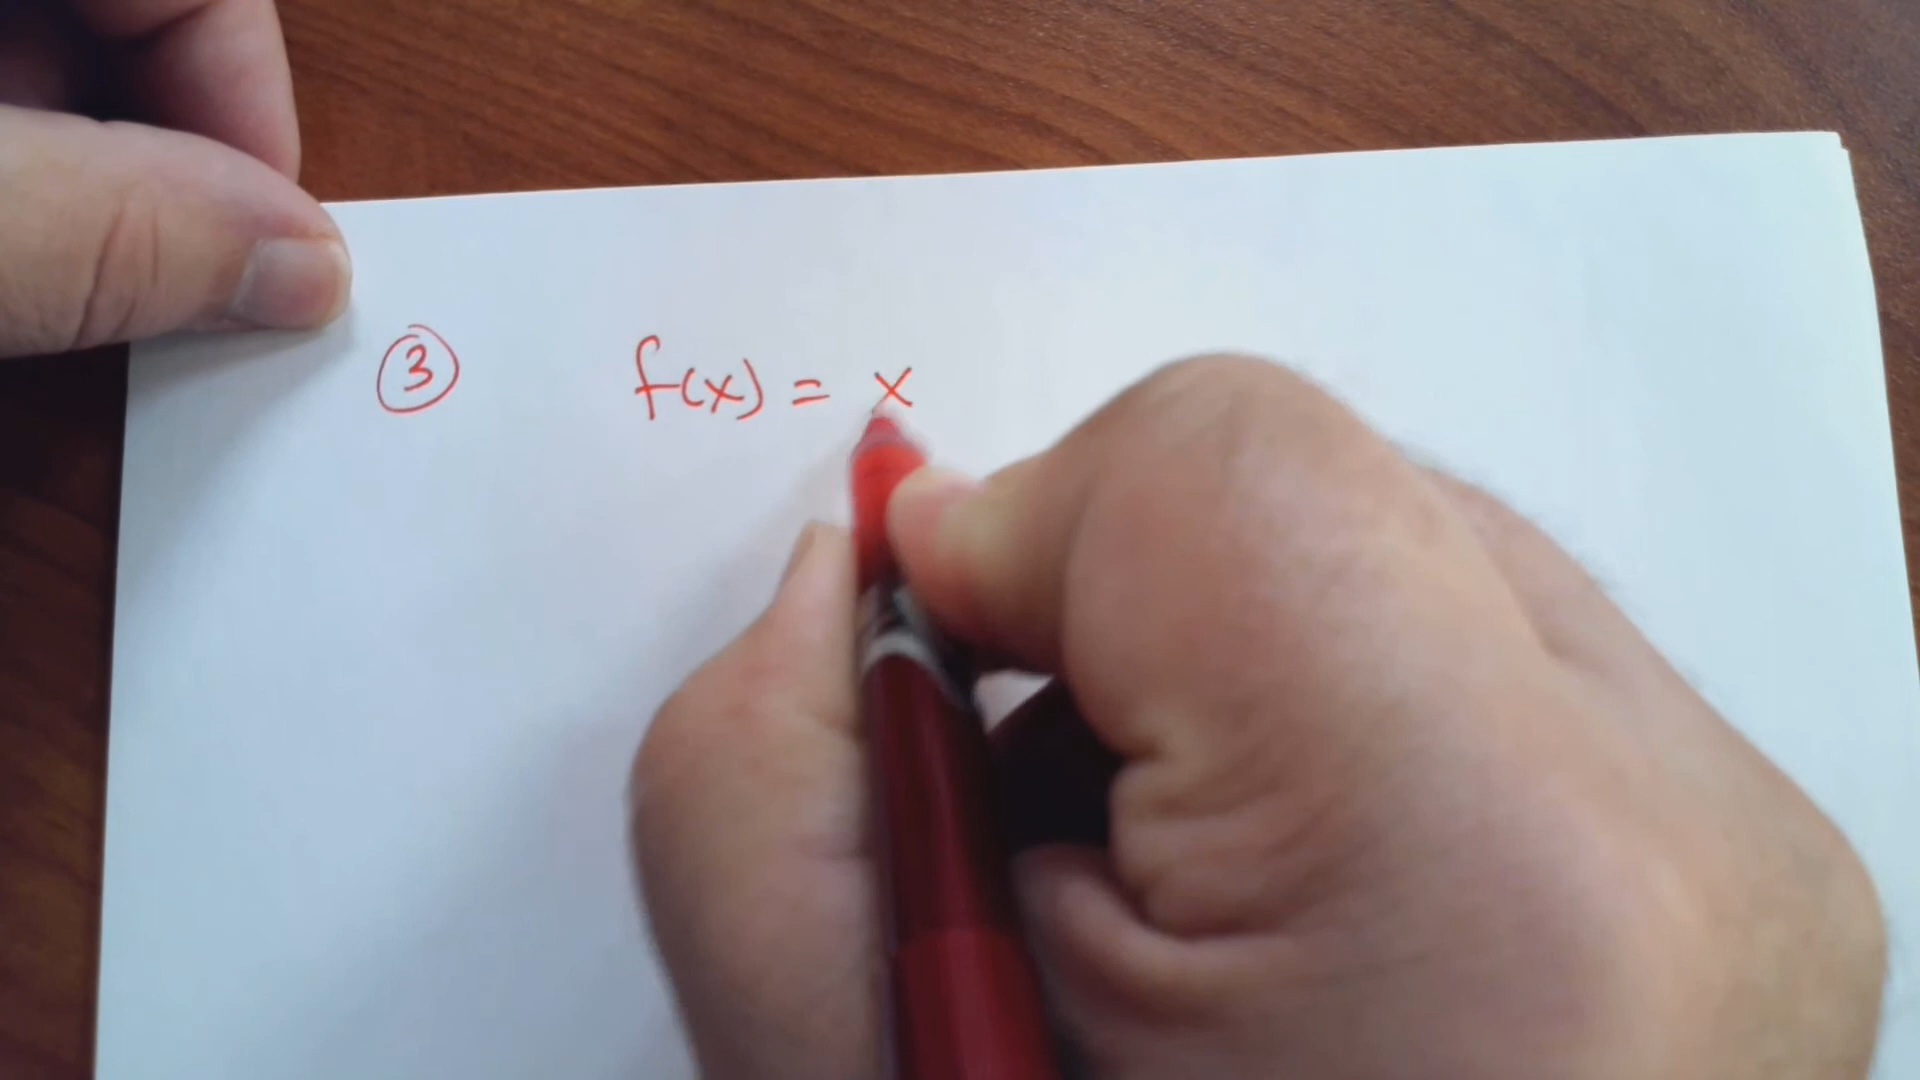 ③ f(x) = x